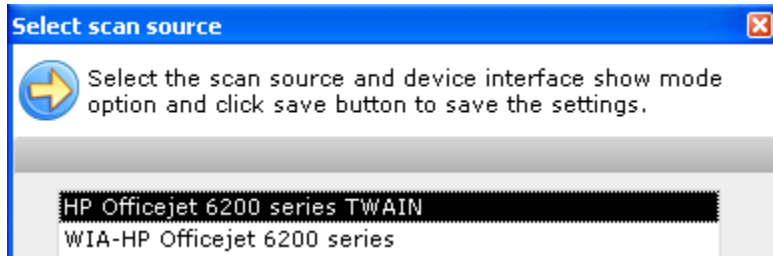 Select scan source
Select the scan source and device interface show mode
option and click save button to save the settings.
HP Officejet 6200 series TWAIN
WIA-HP Officejet 6200 series